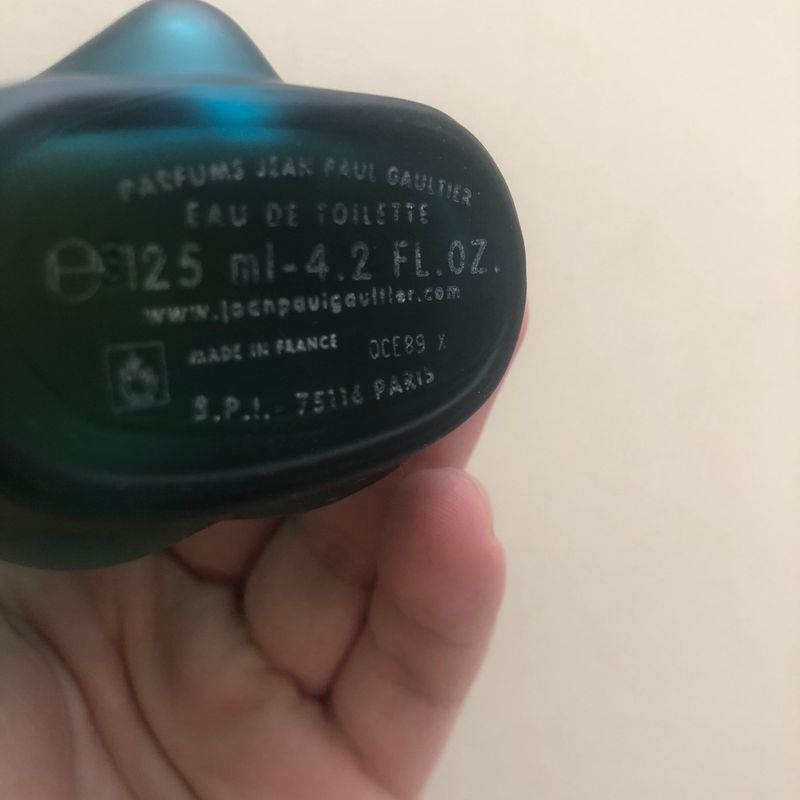 PARFUMS JEAN PAUL GAULTIER
EAU DE TOILETTE
e 125 ml-4.2 FL.OZ.
www.jeanpaulgaultier.com
MADE IN FRANCE 0CE89 X
B.P.I.- 75116 PARIS